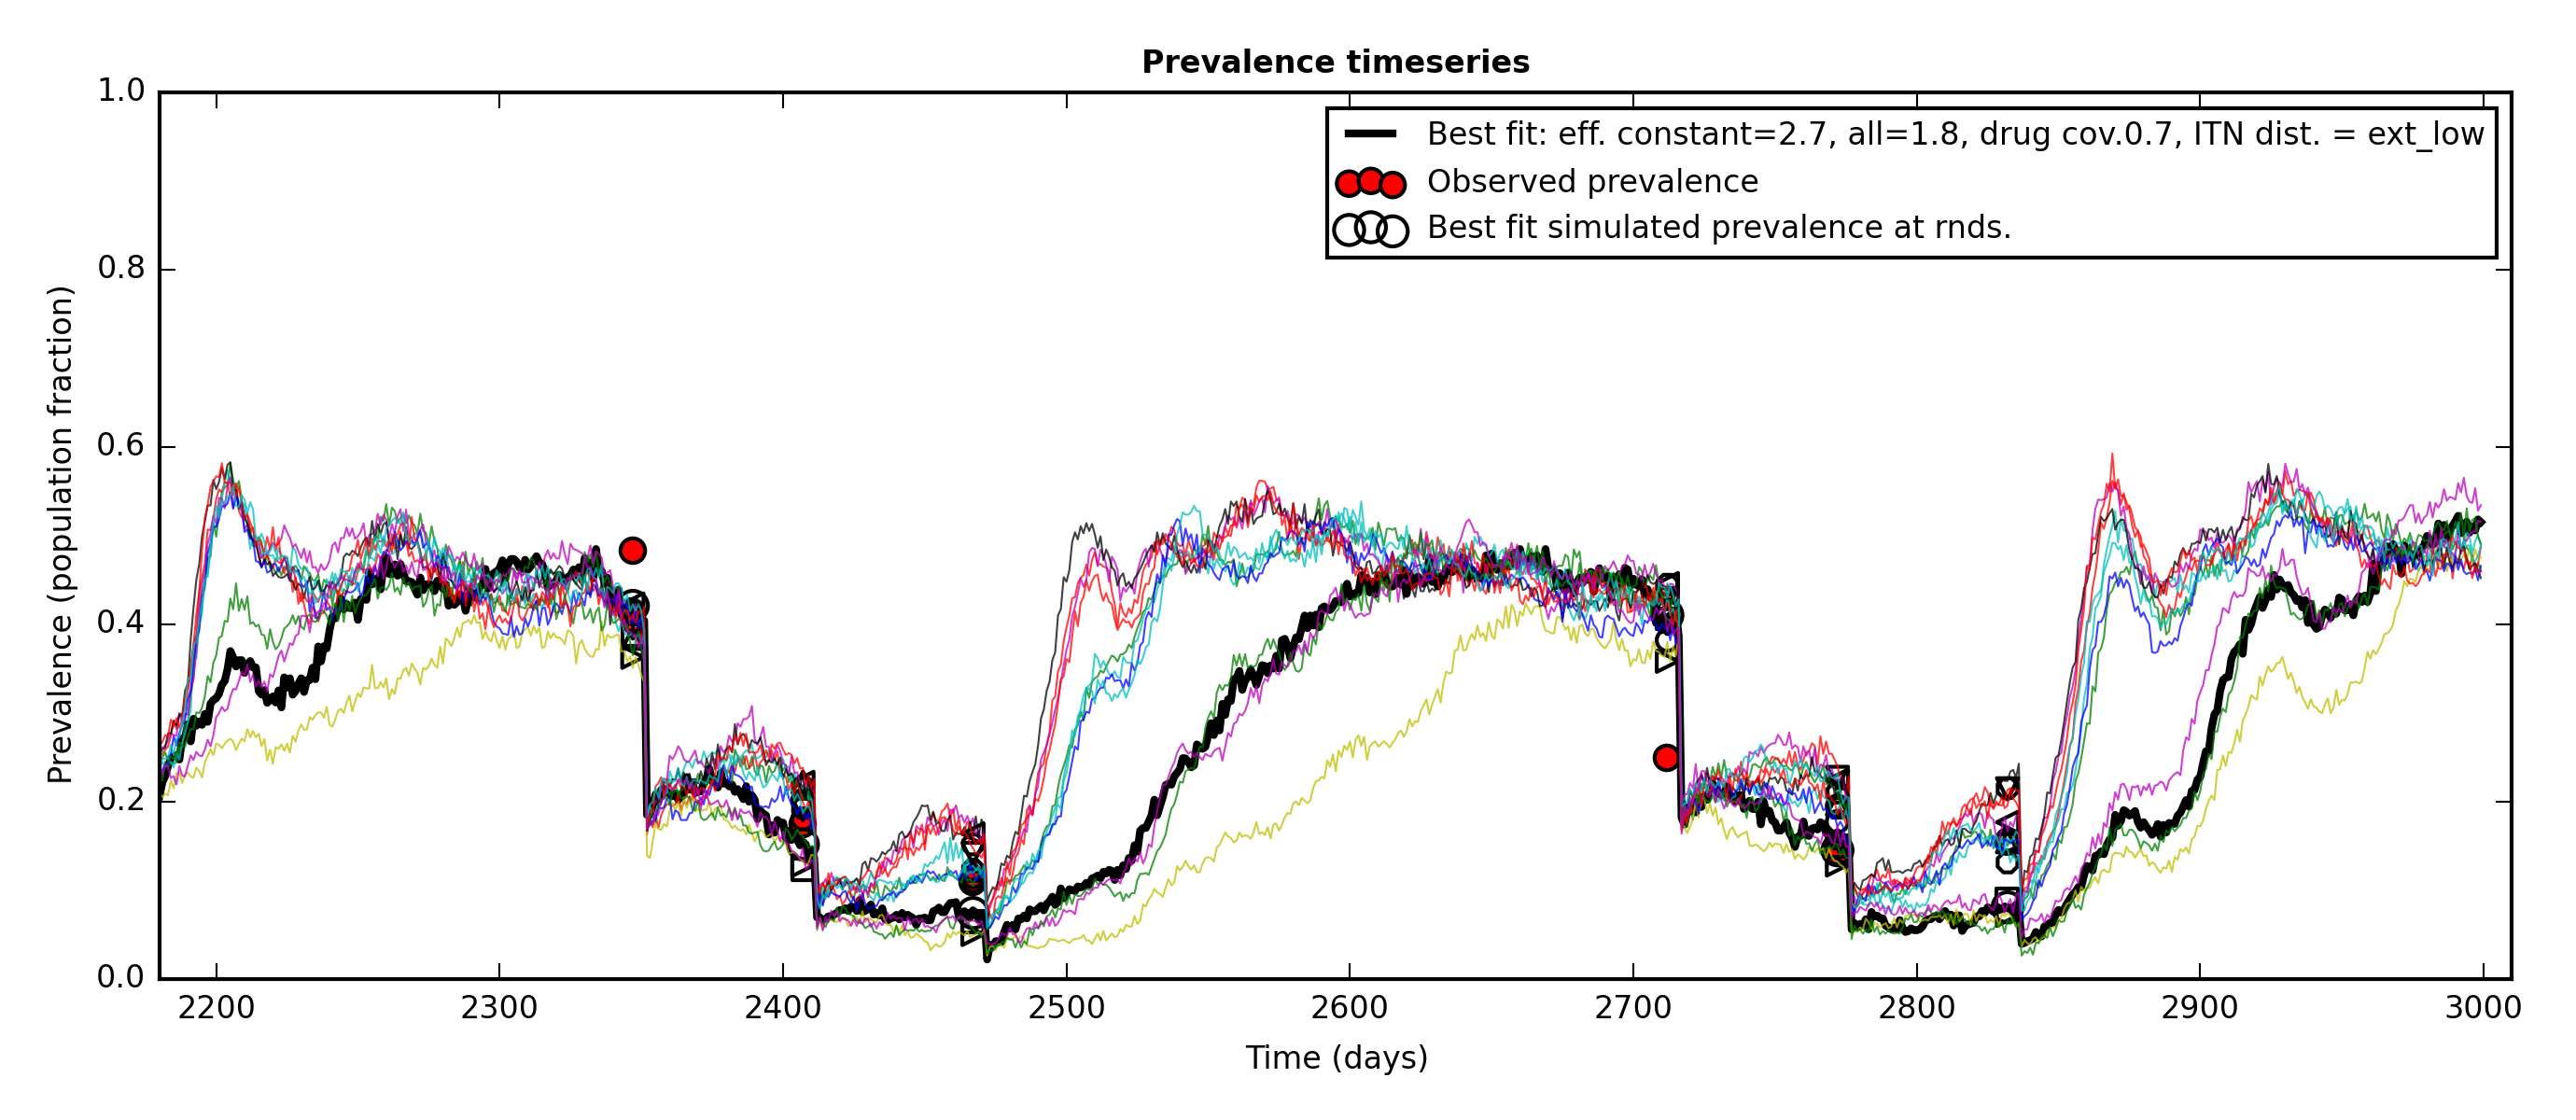 Prevalence timeseries
1.0
0.8
0.6
0.4
0.2
0.0
Prevalence (population fraction)
Best fit: eff. constant=2.7, all=1.8, drug cov.0.7, ITN dist. = ext_low
Observed prevalence
Best fit simulated prevalence at rnds.
2200 2300 2400 2500 2600 2700 2800 2900 3000
Time (days)